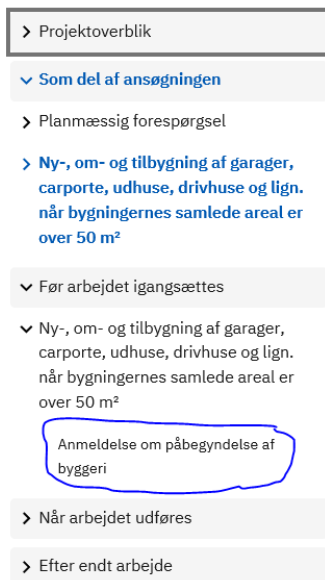 Projektoverblik
Som del af ansøgningen
Planmæssig forespørgsel
Ny-, om- og tilbygning af garager,
carporte, udhuse, drivhuse og lign.
når bygningernes samlede areal er
over 50 m²
Før arbejdet igangsættes
Ny-, om- og tilbygning af garager,
carporte, udhuse, drivhuse og lign.
når bygningernes samlede areal er
over 50 m²
Anmeldelse om påbegyndelse af
byggeri
Når arbejdet udføres
Efter endt arbejde